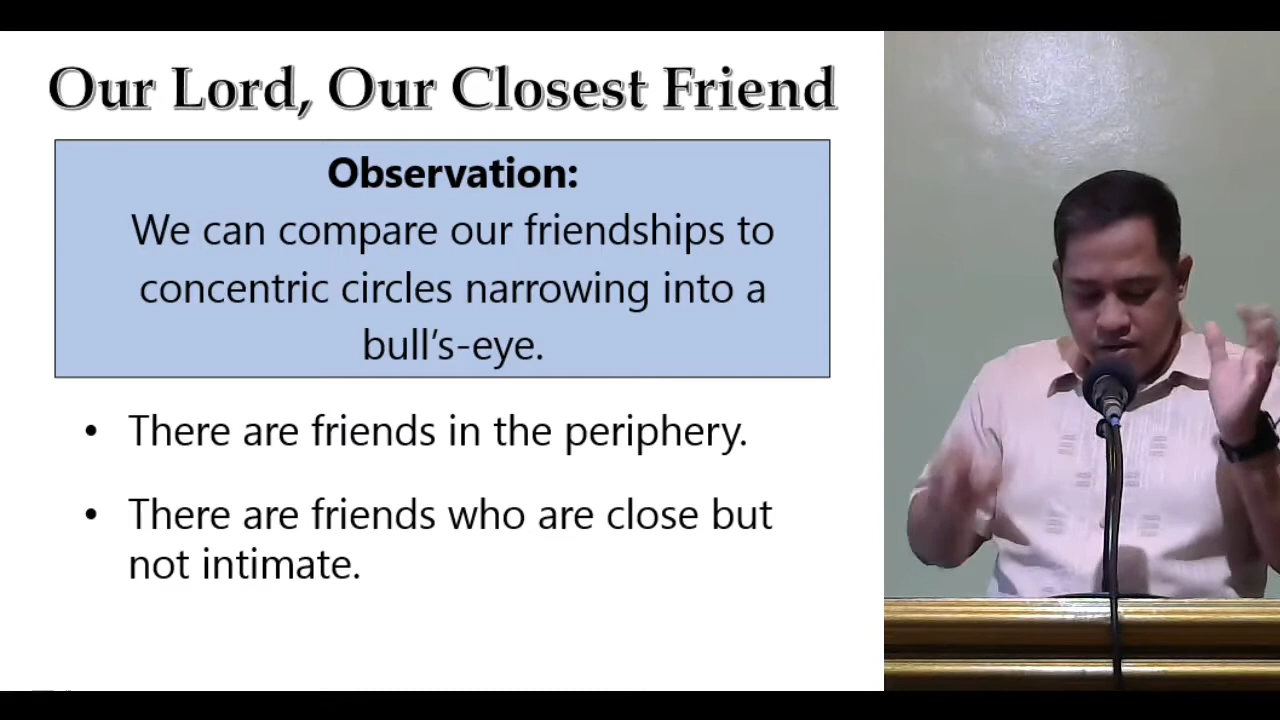 Our Lord, Our Closest Friend
Observation:
We can compare our friendships to
concentric circles narrowing into a
bull's-eye.
• There are friends in the periphery.
• There are friends who are close but
not intimate.